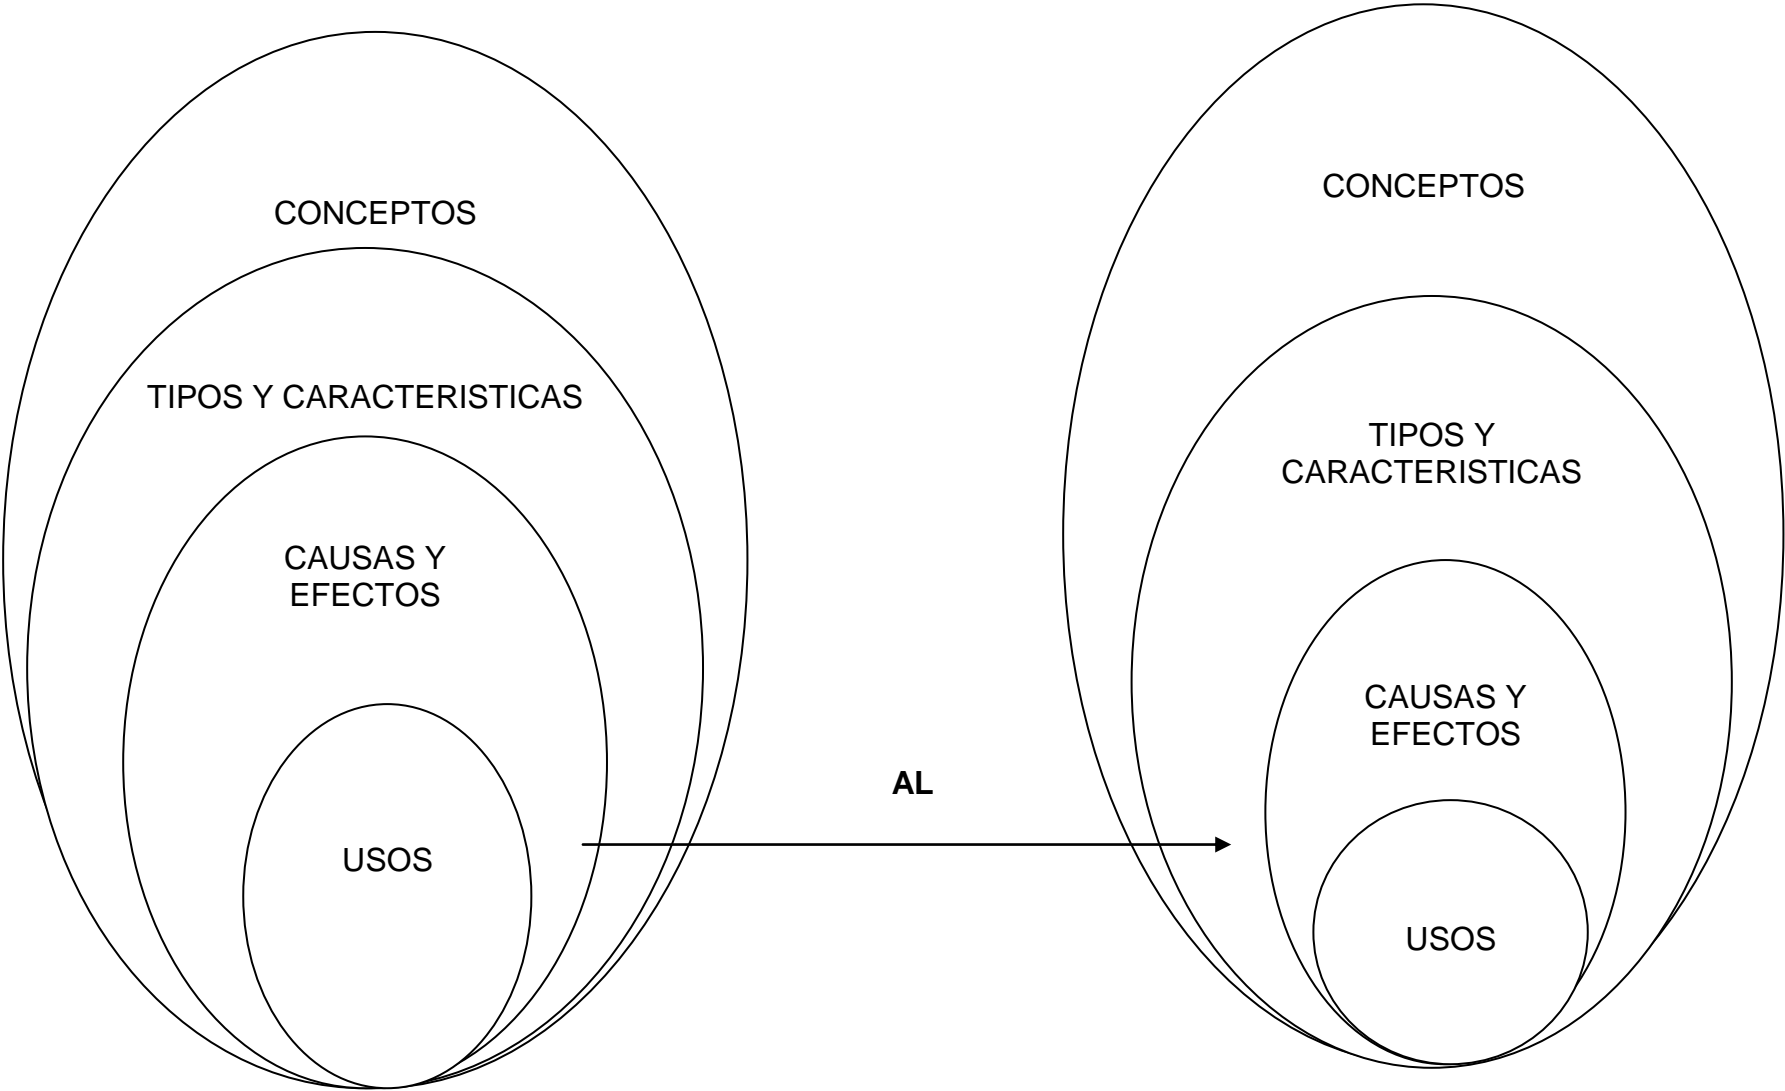 CONCEPTOS
TIPOS Y CARACTERISTICAS
CAUSAS Y
EFECTOS
USOS
AL
CONCEPTOS
TIPOS Y
CARACTERISTICAS
CAUSAS Y
EFECTOS
USOS